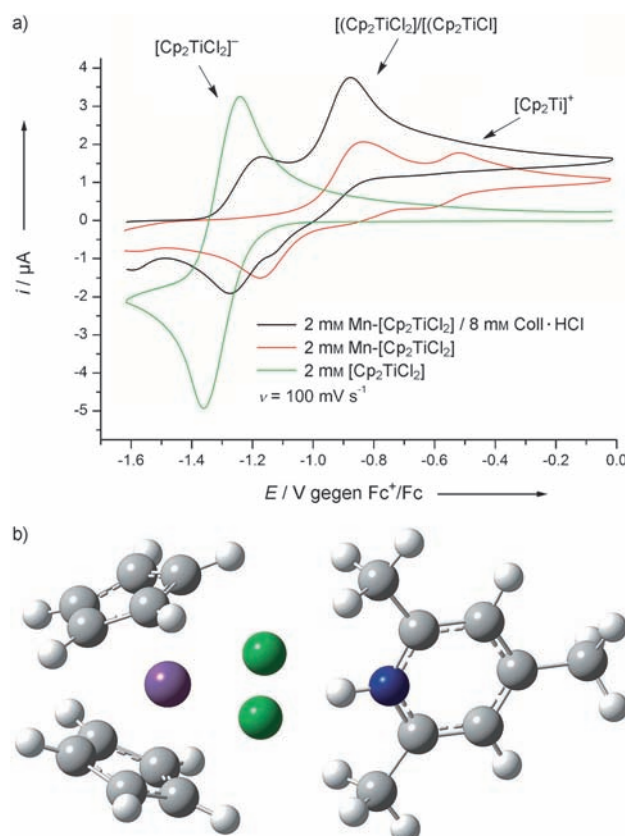 a)
[(Cp₂TiCl₂]/[(Cp₂TiCl]
[Cp₂TiCl₂]⁻
[Cp₂Ti]⁺
4
3
2
1
0
-1
-2
-3
-4
-5
i / µA
2 mM Mn-[Cp₂TiCl₂] / 8 mM Coll·HCl
2 mM Mn-[Cp₂TiCl₂]
2 mM [Cp₂TiCl₂]
ν = 100 mV s⁻¹
-1.6 -1.4 -1.2 -1.0 -0.8 -0.6 -0.4 -0.2 0.0
E / V gegen Fc⁺/Fc
b)